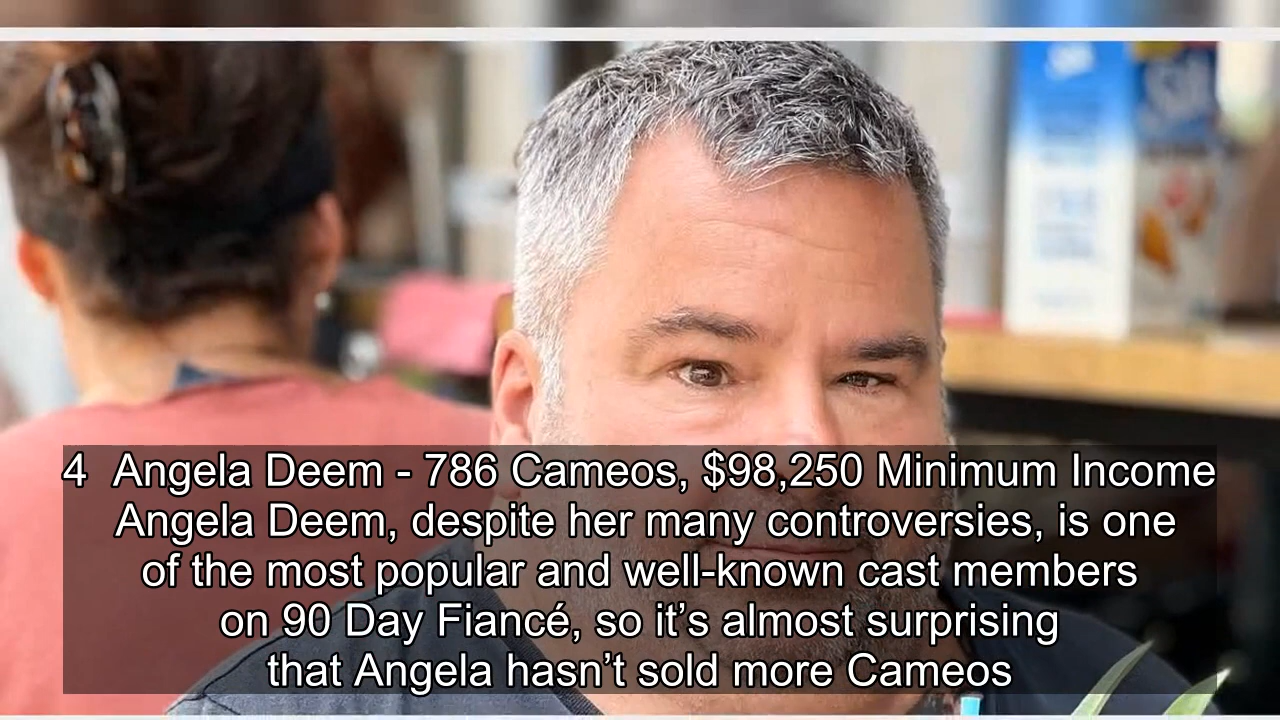 4 Angela Deem - 786 Cameos, $98,250 Minimum Income
Angela Deem, despite her many controversies, is one
of the most popular and well-known cast members
on 90 Day Fiancé, so it’s almost surprising
that Angela hasn’t sold more Cameos